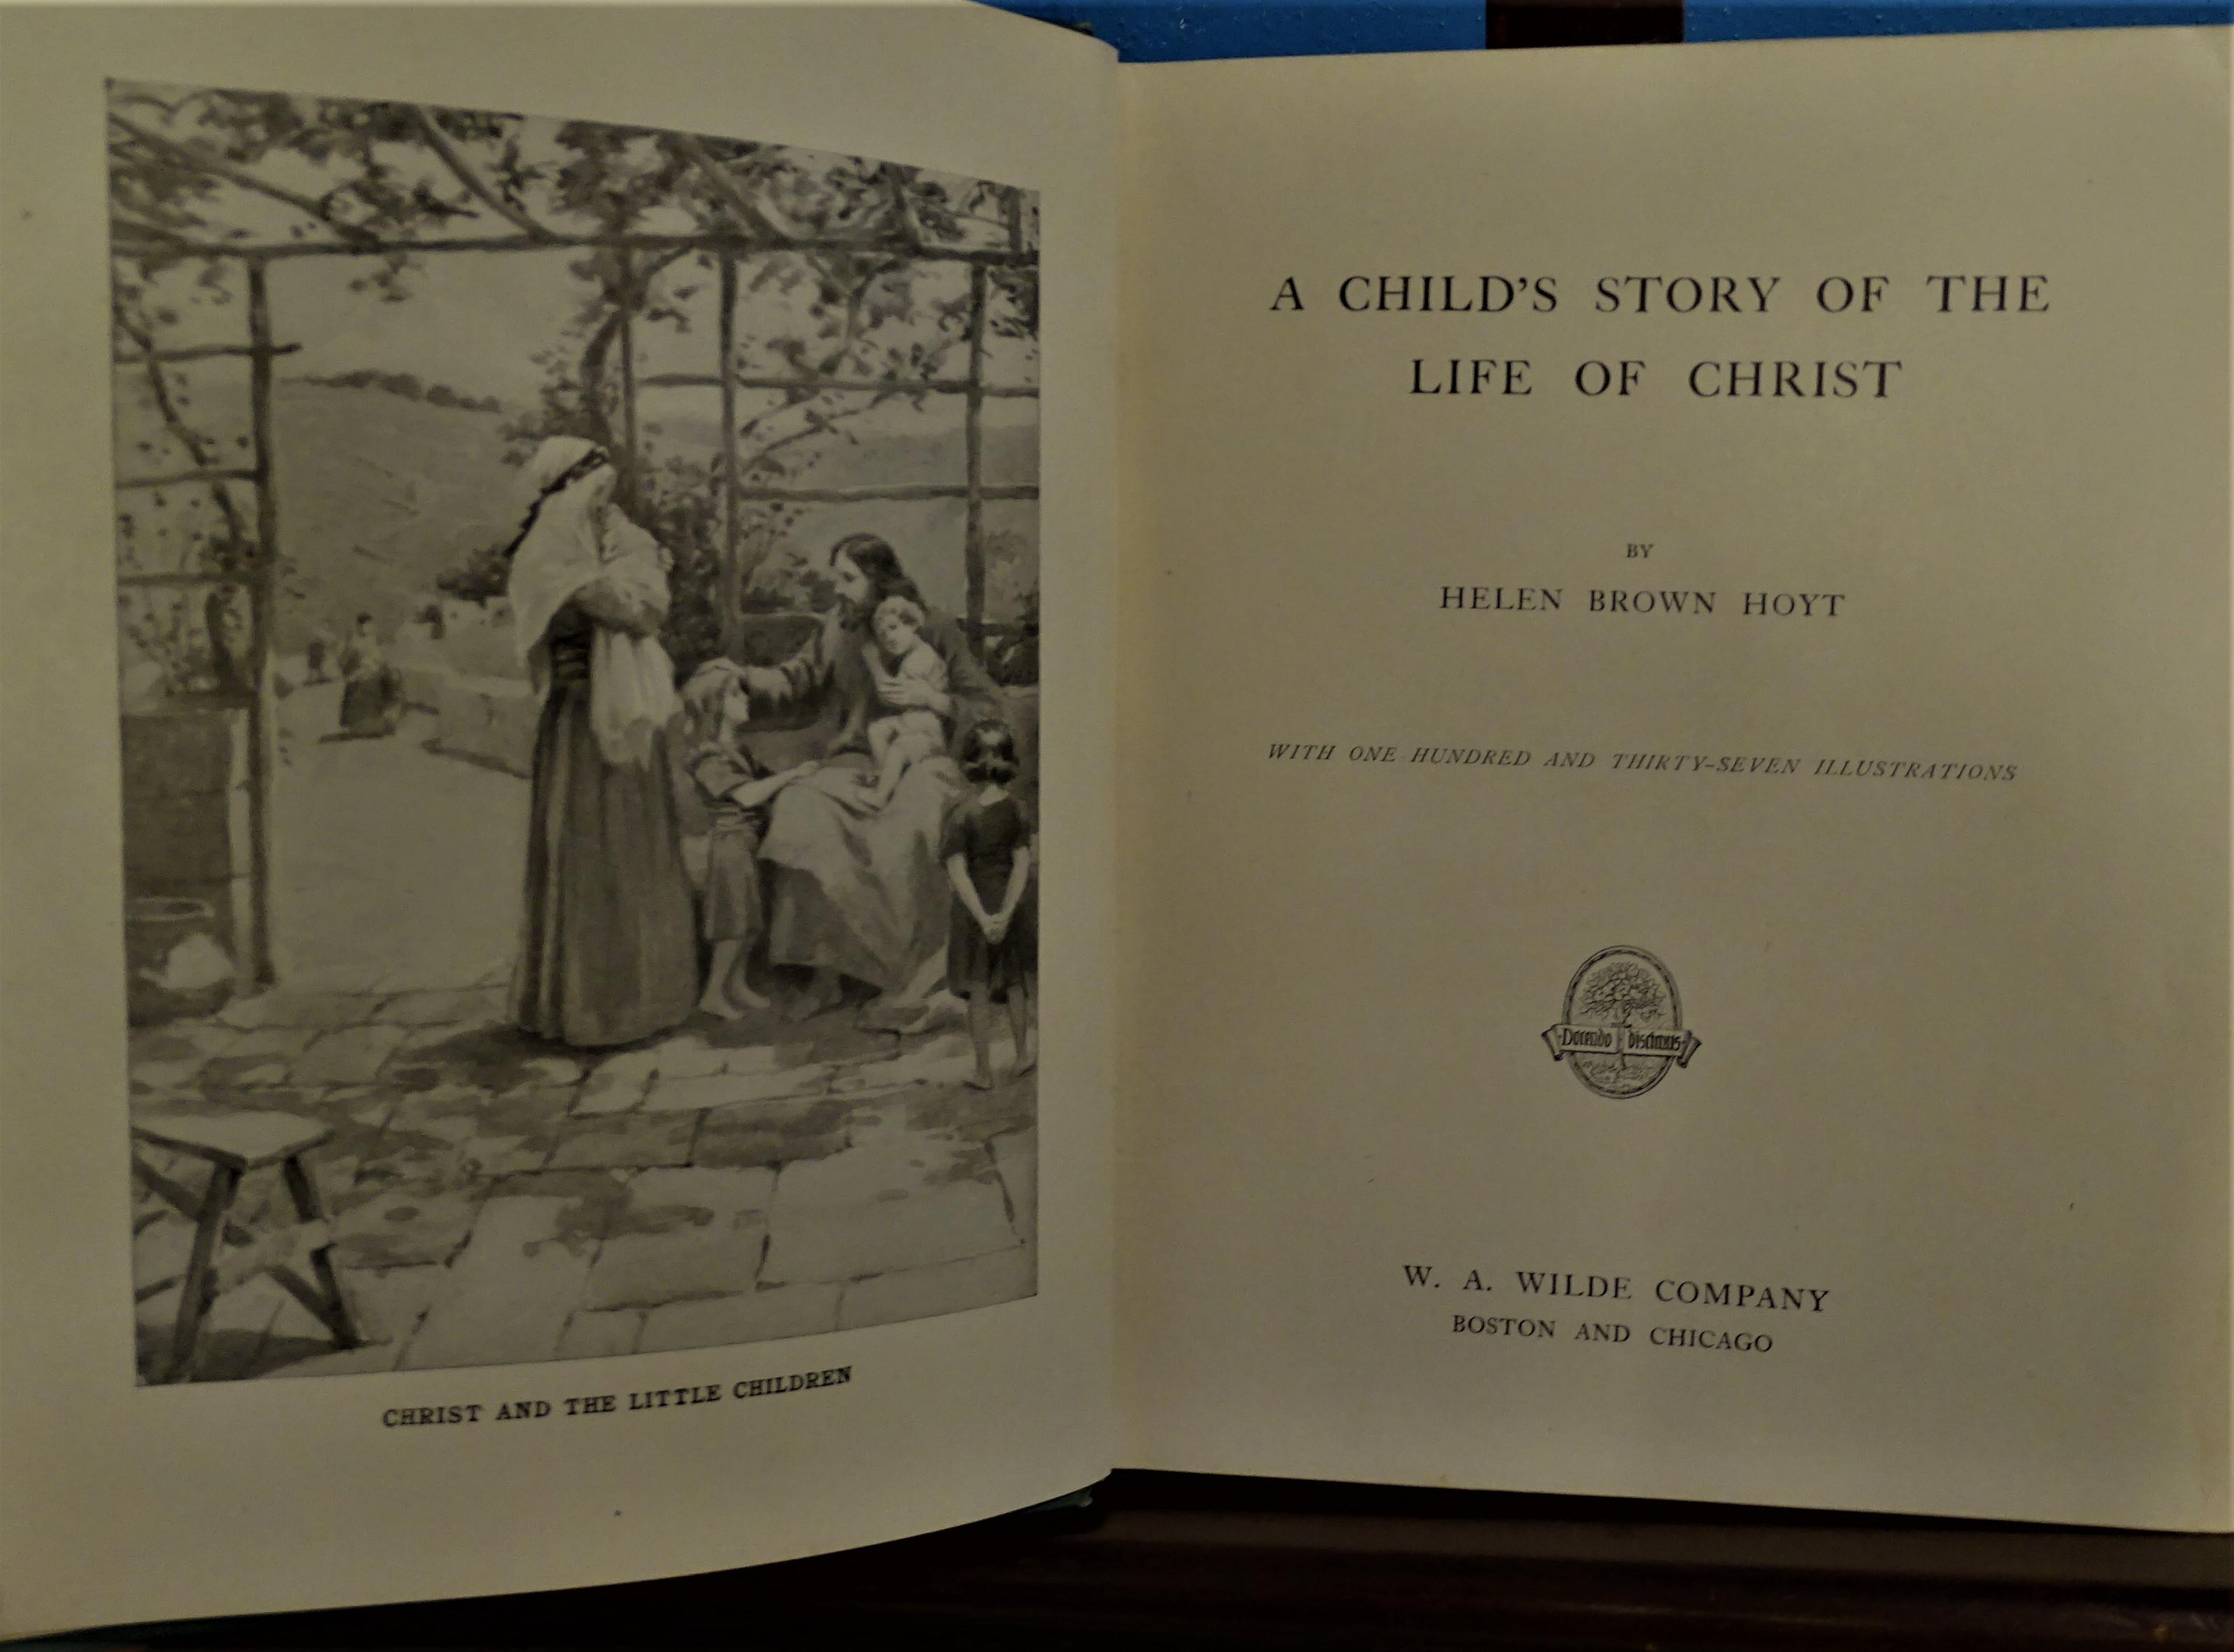 CHRIST AND THE LITTLE CHILDREN
A CHILD'S STORY OF THE
LIFE OF CHRIST
BY
HELEN BROWN HOYT
WITH ONE HUNDRED AND THIRTY-SEVEN ILLUSTRATIONS
Docendo discimus
W. A. WILDE COMPANY
BOSTON AND CHICAGO